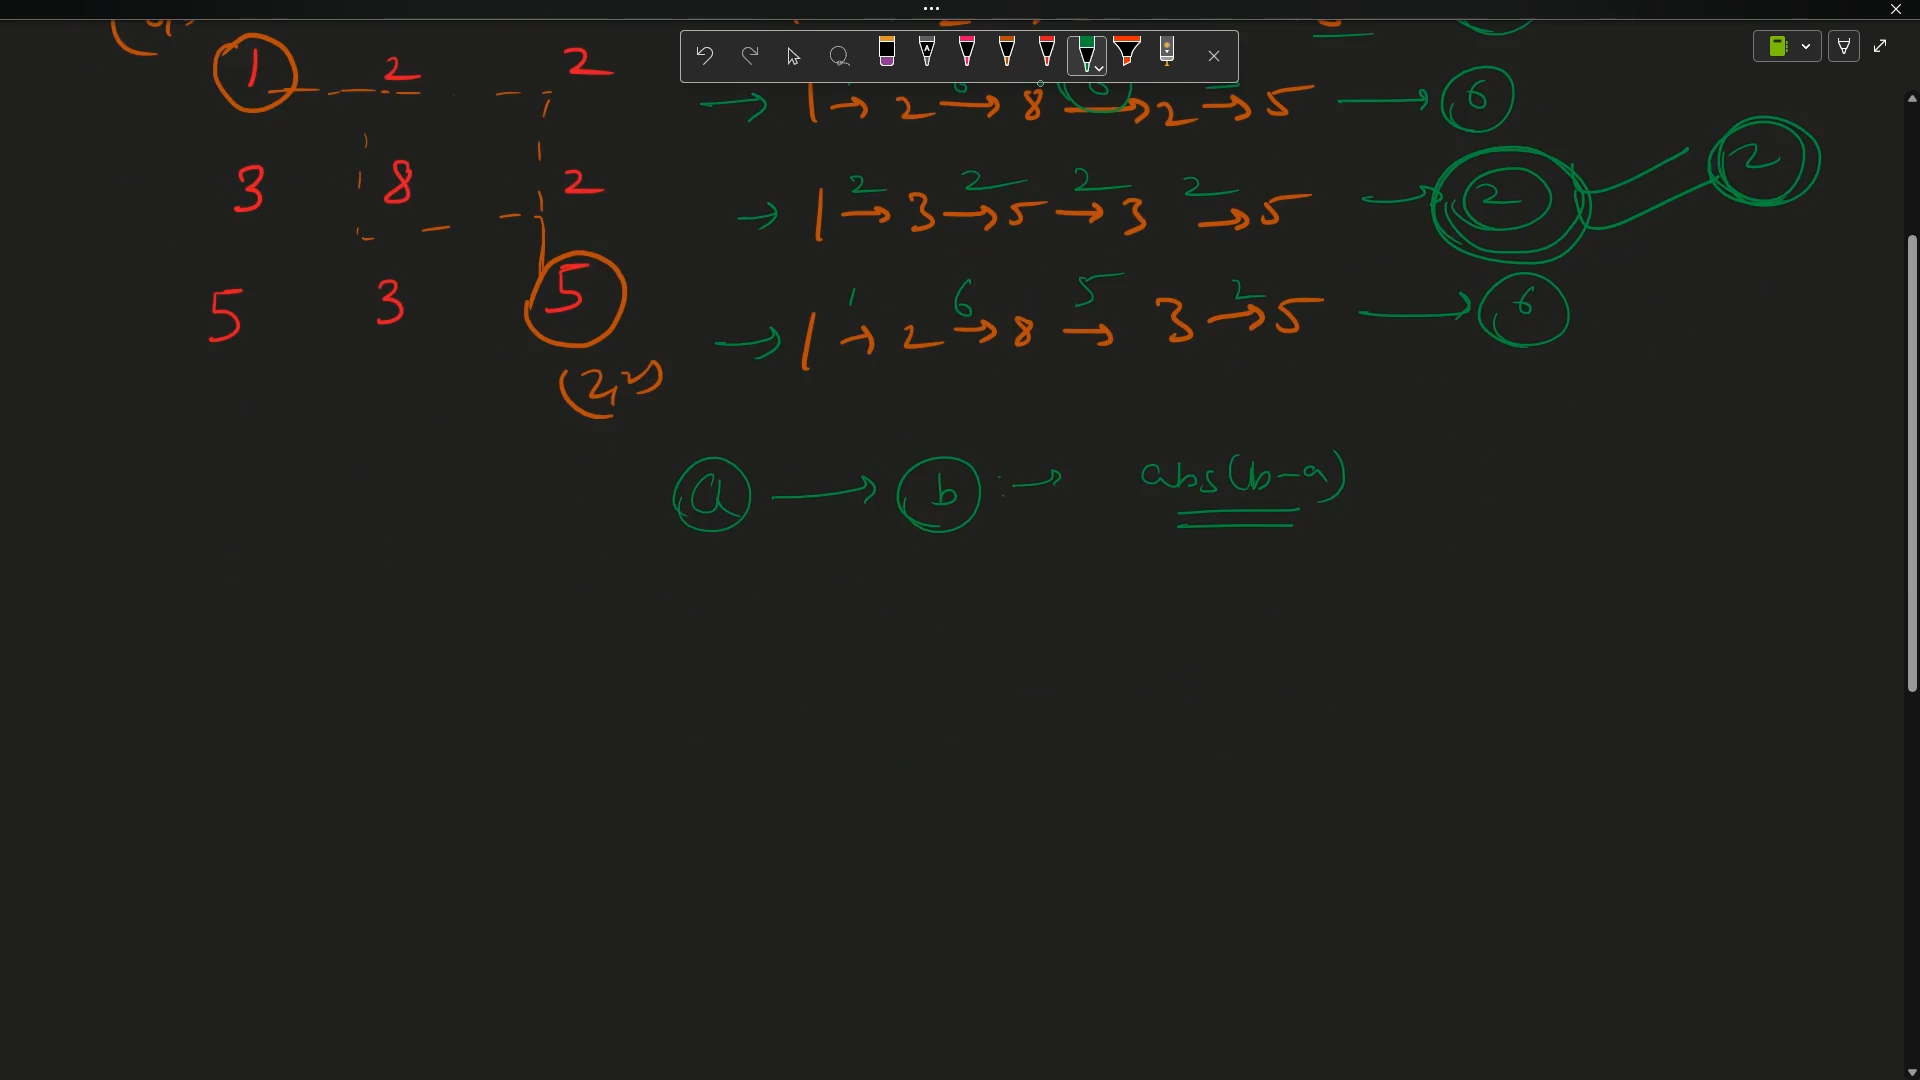 1 2 2
1 → 2 → 8 → 2 → 5 → 6
6
3 8 2
2 2 2 2
1 → 3 → 5 → 3 → 5 → 2 2
5 3 5
1 6 5 2
1 → 2 → 8 → 3 → 5 → 6
(2,2)
a → b :→ abs(b-a)